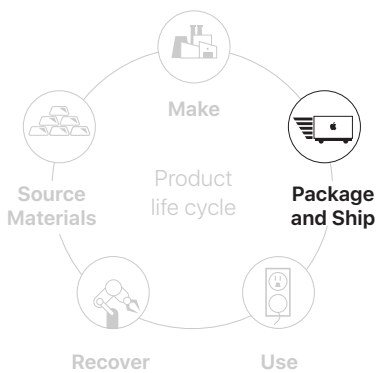 Make
Source
Materials
Product
life cycle
Package
and Ship
Recover
Use